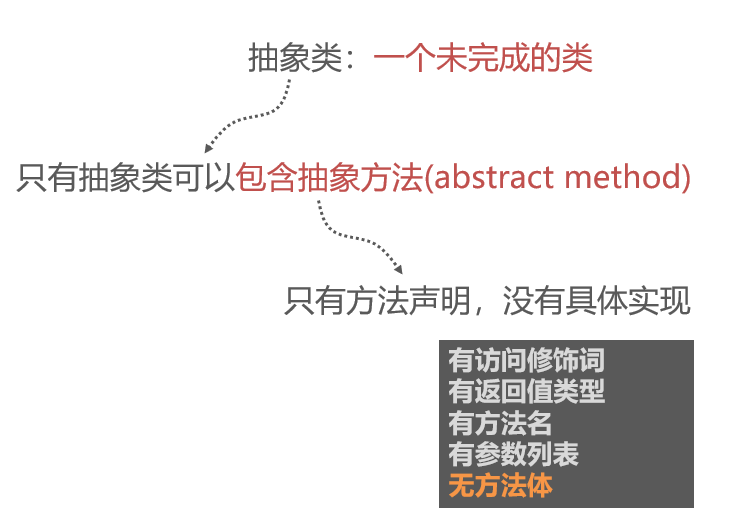 抽象类：一个未完成的类
只有抽象类可以包含抽象方法(abstract method)
只有方法声明，没有具体实现
有访问修饰词
有返回值类型
有方法名
有参数列表
无方法体